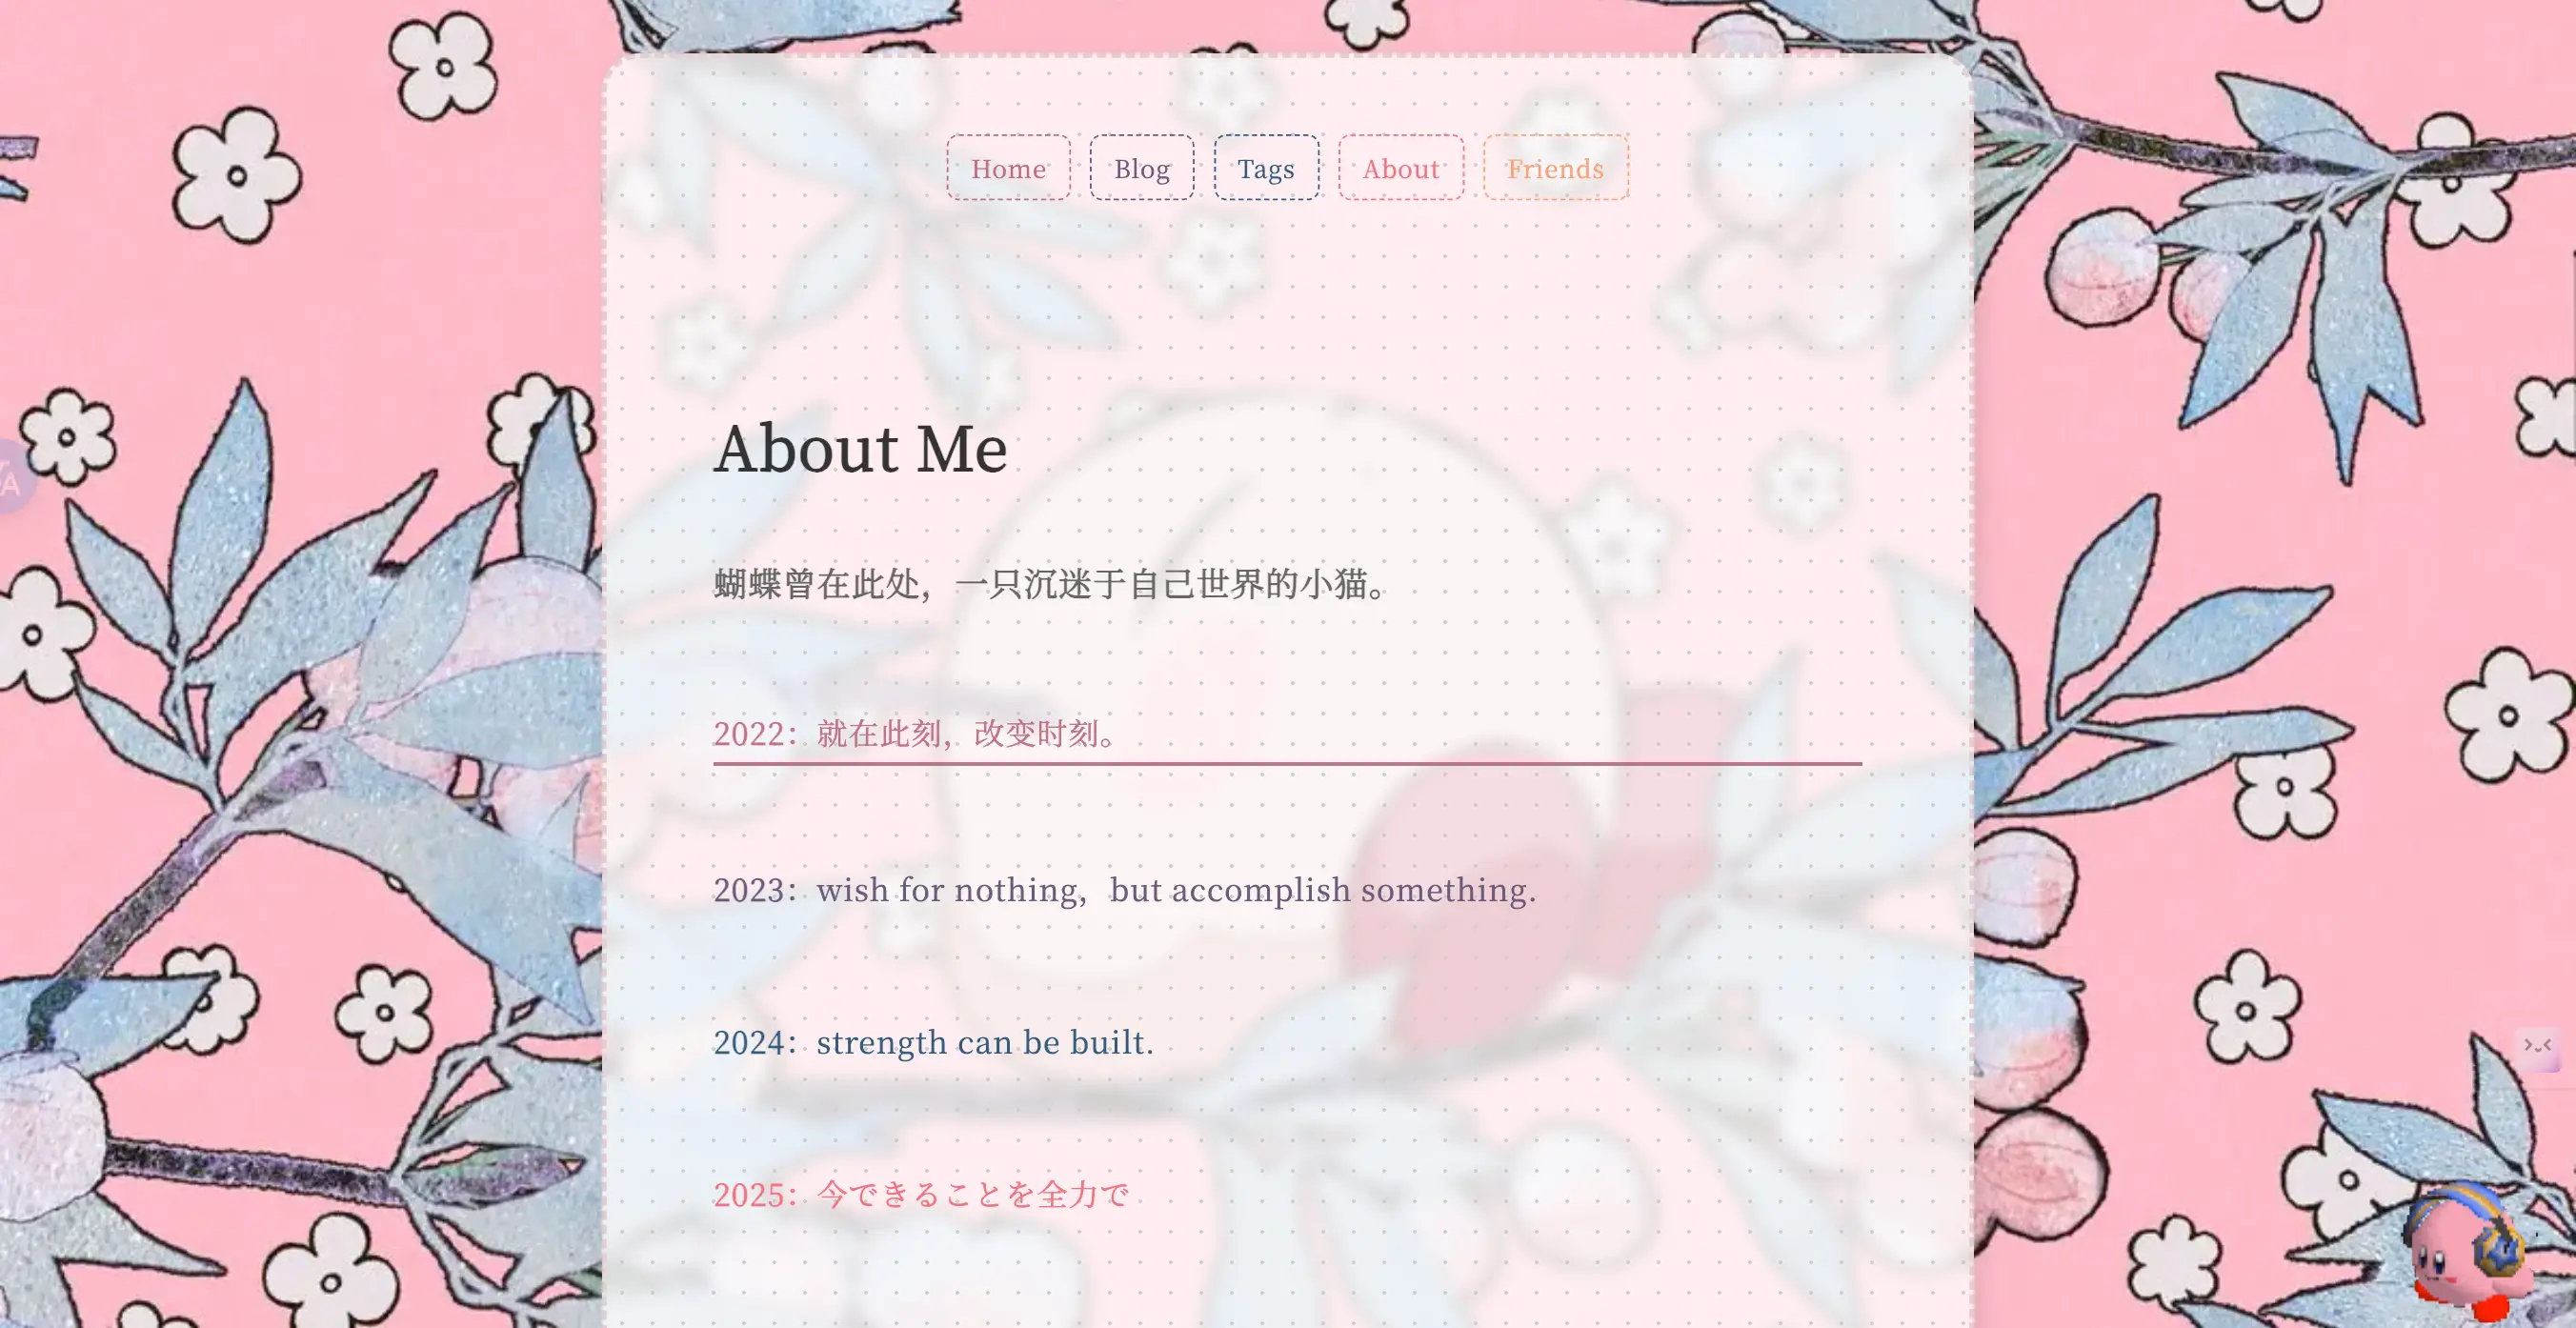 Home Blog Tags About Friends
About Me
蝴蝶曾在此处，一只沉迷于自己世界的小猫。
2022：就在此刻，改变时刻。
2023：wish for nothing，but accomplish something.
2024：strength can be built.
2025：今できることを全力で